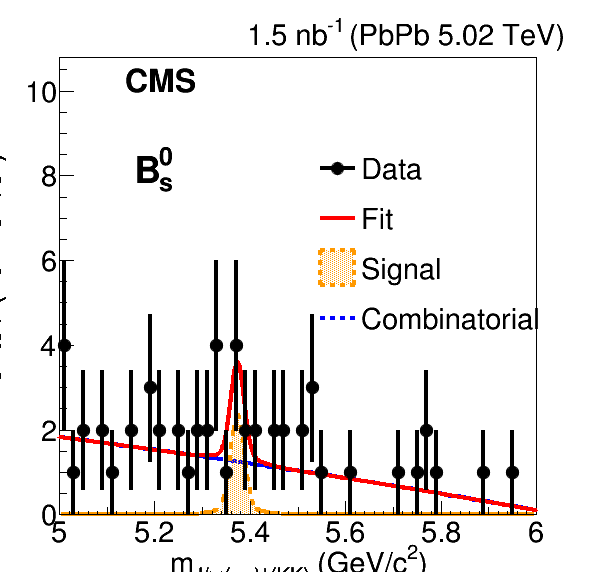 1.5 nb⁻¹ (PbPb 5.02 TeV)
CMS
B⁰ₛ
Data
Fit
Signal
Combinatorial
10
8
6
4
2
0
5 5.2 5.4 5.6 5.8 6
m (GeV/c²)